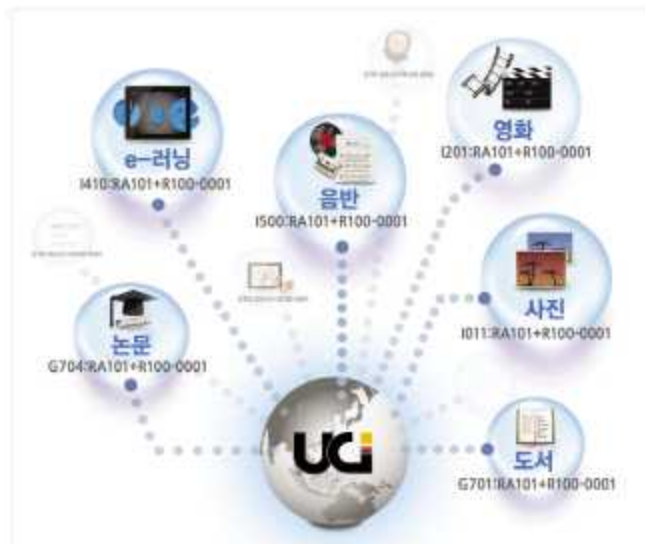 영화
I201:RA101+R100-0001
e-러닝
I410:RA101+R100-0001
음반
I500:RA101+R100-0001
사진
I011:RA101+R100-0001
논문
G704:RA101+R100-0001
도서
G701:RA101+R100-0001
UCi